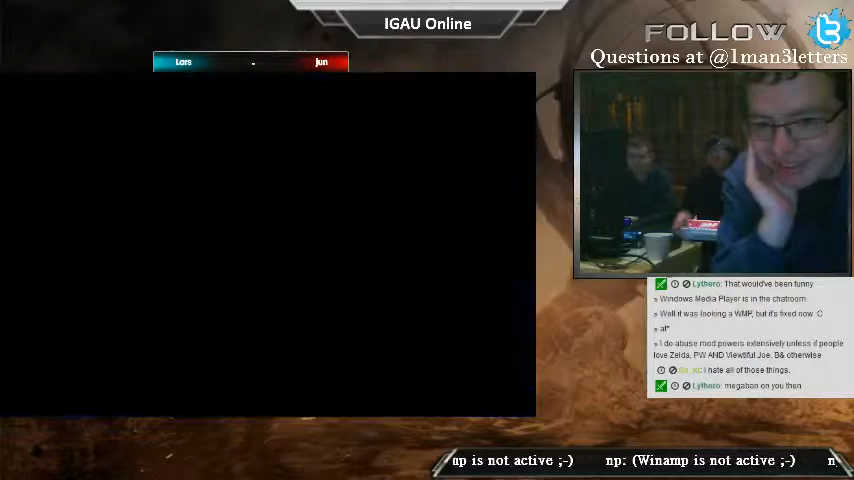 IGAU Online
FOLLOW
Questions at @1man3letters
Lars - Jun
Lythero: That would've been funny
» Windows Media Player is in the chatroom
» Well it was looking a WMP, but it's fixed now :C
» at*
» I do abuse mod powers extensively unless if people
love Zelda, PW AND Viewtiful Joe, B& otherwise
I hate all of those things.
Lythero: megaban on you then
mp is not active ;-) np: (Winamp is not active ;-) n